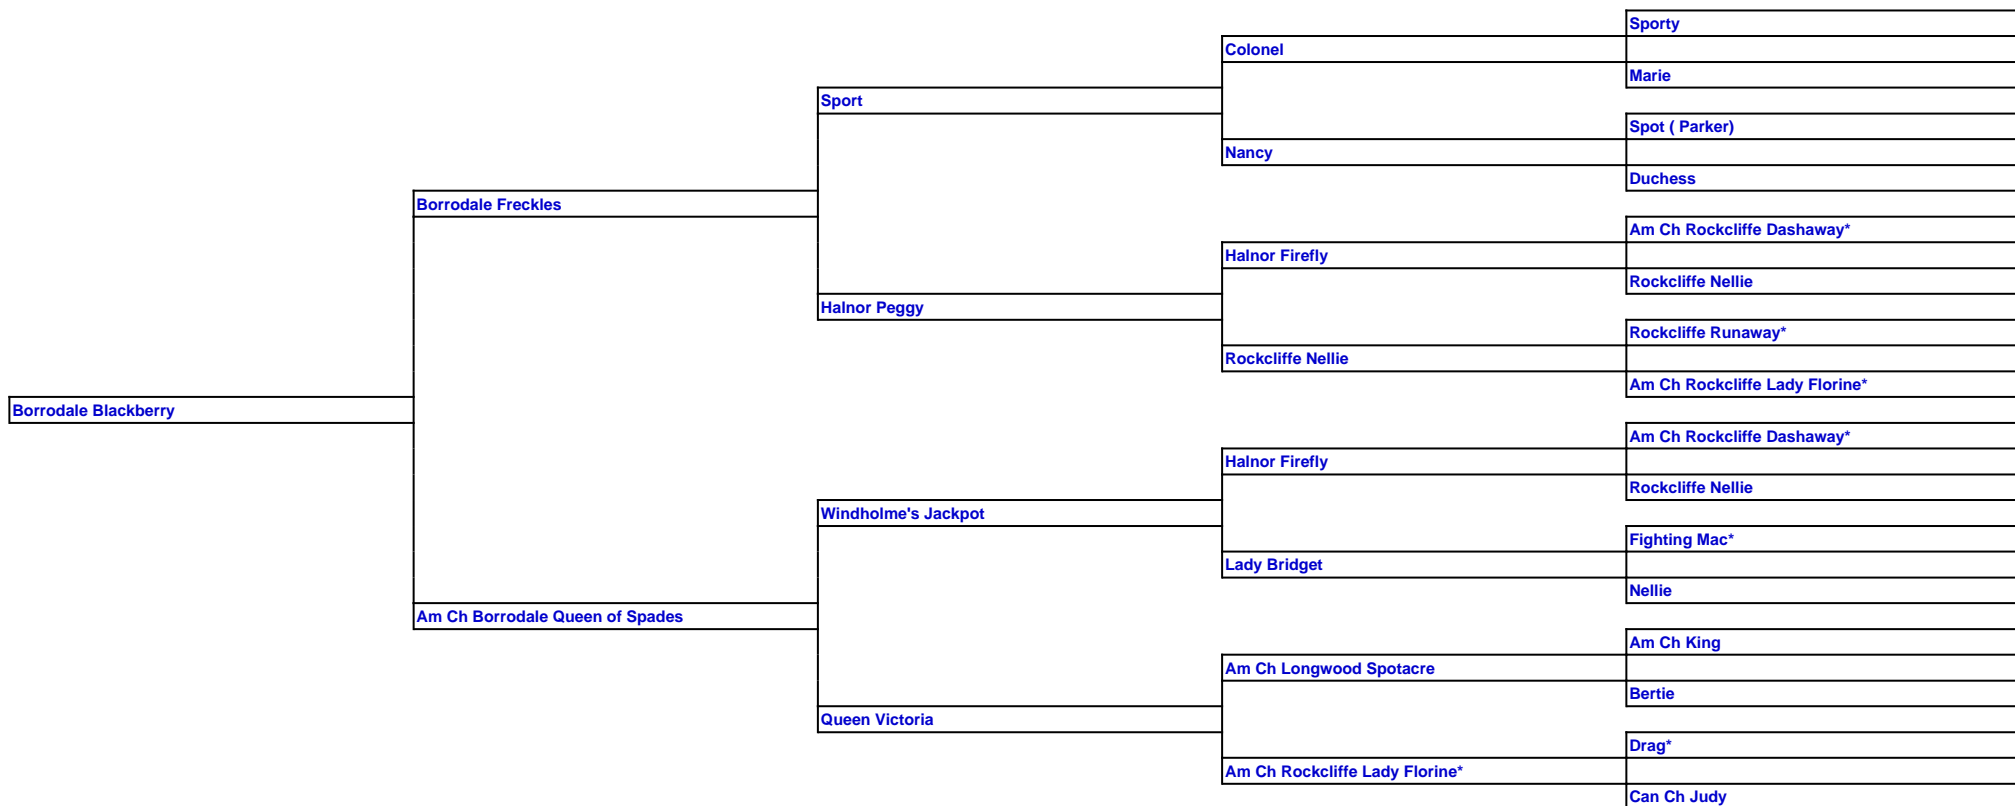 Sporty
Colonel
Marie
Sport
Spot ( Parker)
Nancy
Duchess
Borrodale Freckles
Am Ch Rockcliffe Dashaway*
Halnor Firefly
Rockcliffe Nellie
Halnor Peggy
Rockcliffe Runaway*
Rockcliffe Nellie
Am Ch Rockcliffe Lady Florine*
Borrodale Blackberry
Am Ch Rockcliffe Dashaway*
Halnor Firefly
Rockcliffe Nellie
Windholme's Jackpot
Fighting Mac*
Lady Bridget
Nellie
Am Ch Borrodale Queen of Spades
Am Ch King
Am Ch Longwood Spotacre
Bertie
Queen Victoria
Drag*
Am Ch Rockcliffe Lady Florine*
Can Ch Judy